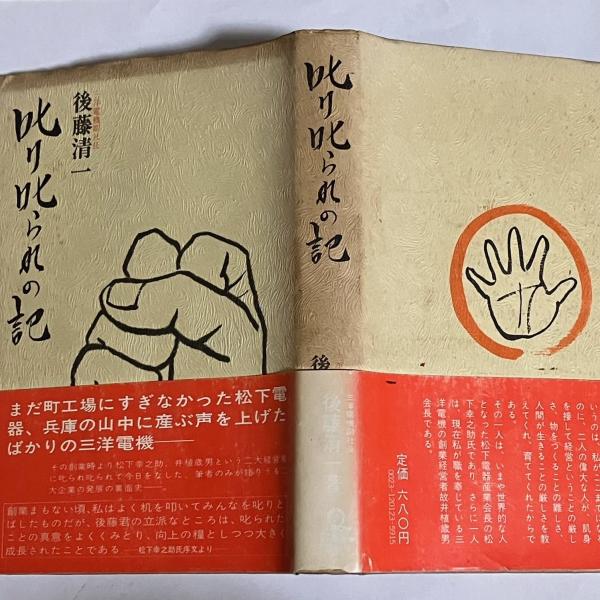 叱り叱られの記
後藤清一
まだ町工場にすぎなかった松下電
器、兵庫の山中に産ぶ声を上げた
ばかりの三洋電機――
その創業時より松下幸之助、井植歳男という二大経営者
に叱られ叱られて今日をなした、筆者のみが語りうる二
大企業の発展の裏面史――
創業まもない頃、私はよく机を叩いてみんなを叱りと
ばしたものだが、後藤君の立派なところは、叱られた
ことの真意をよくくみとり、向上の糧としつつ大きく
成長されたことである――松下幸之助氏序文より――
叱り叱られの記
後
後藤清一
定価 六八〇円
いうのは、私がここまでになる
のに、二人の偉大な人が、肌身
を接して経営ということの厳し
さ、物をつくることの難しさ、
人間が生きることの厳しさを教
えてくれ、育ててくれたからで
ある。
その一人は、いまや世界的な人
となった松下電器産業会長の松
下幸之助氏であり、さらに一人
は、現在私が職を奉じている三
洋電機の創業経営者故井植歳男
会長である。